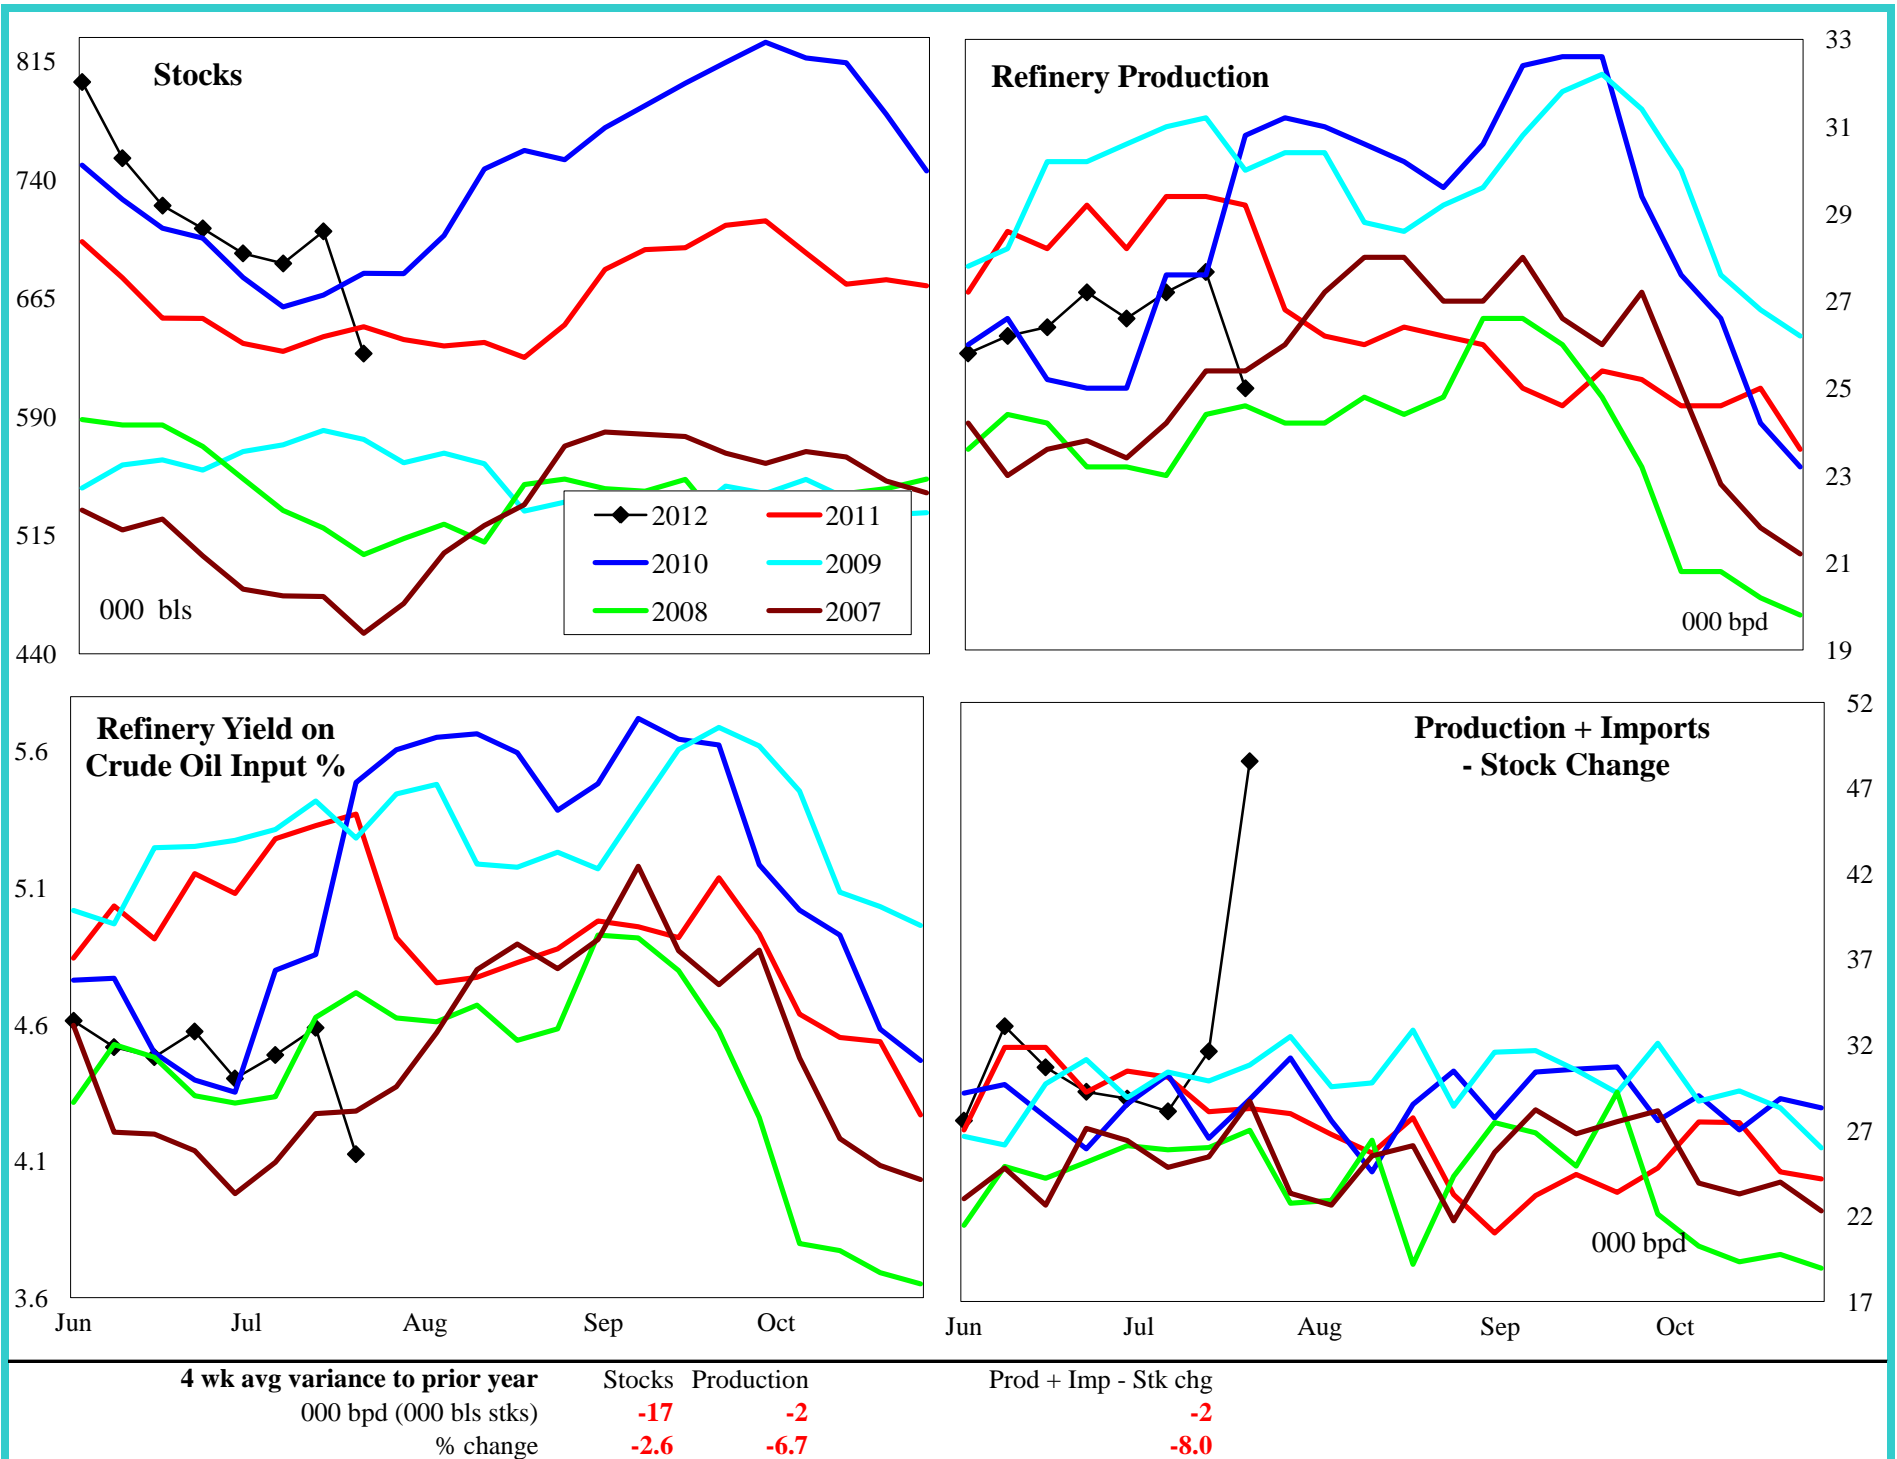 Stocks
815
740
665
590
515
440
000 bls
2012 2011
2010 2009
2008 2007
Refinery Production
33
31
29
27
25
23
21
19
000 bpd
Refinery Yield on
Crude Oil Input %
5.6
5.1
4.6
4.1
3.6
Jun Jul Aug Sep Oct
Production + Imports
- Stock Change
52
47
42
37
32
27
22
17
000 bpd
Jun Jul Aug Sep Oct
4 wk avg variance to prior year Stocks Production Prod + Imp - Stk chg
000 bpd (000 bls stks) -17 -2 -2
% change -2.6 -6.7 -8.0